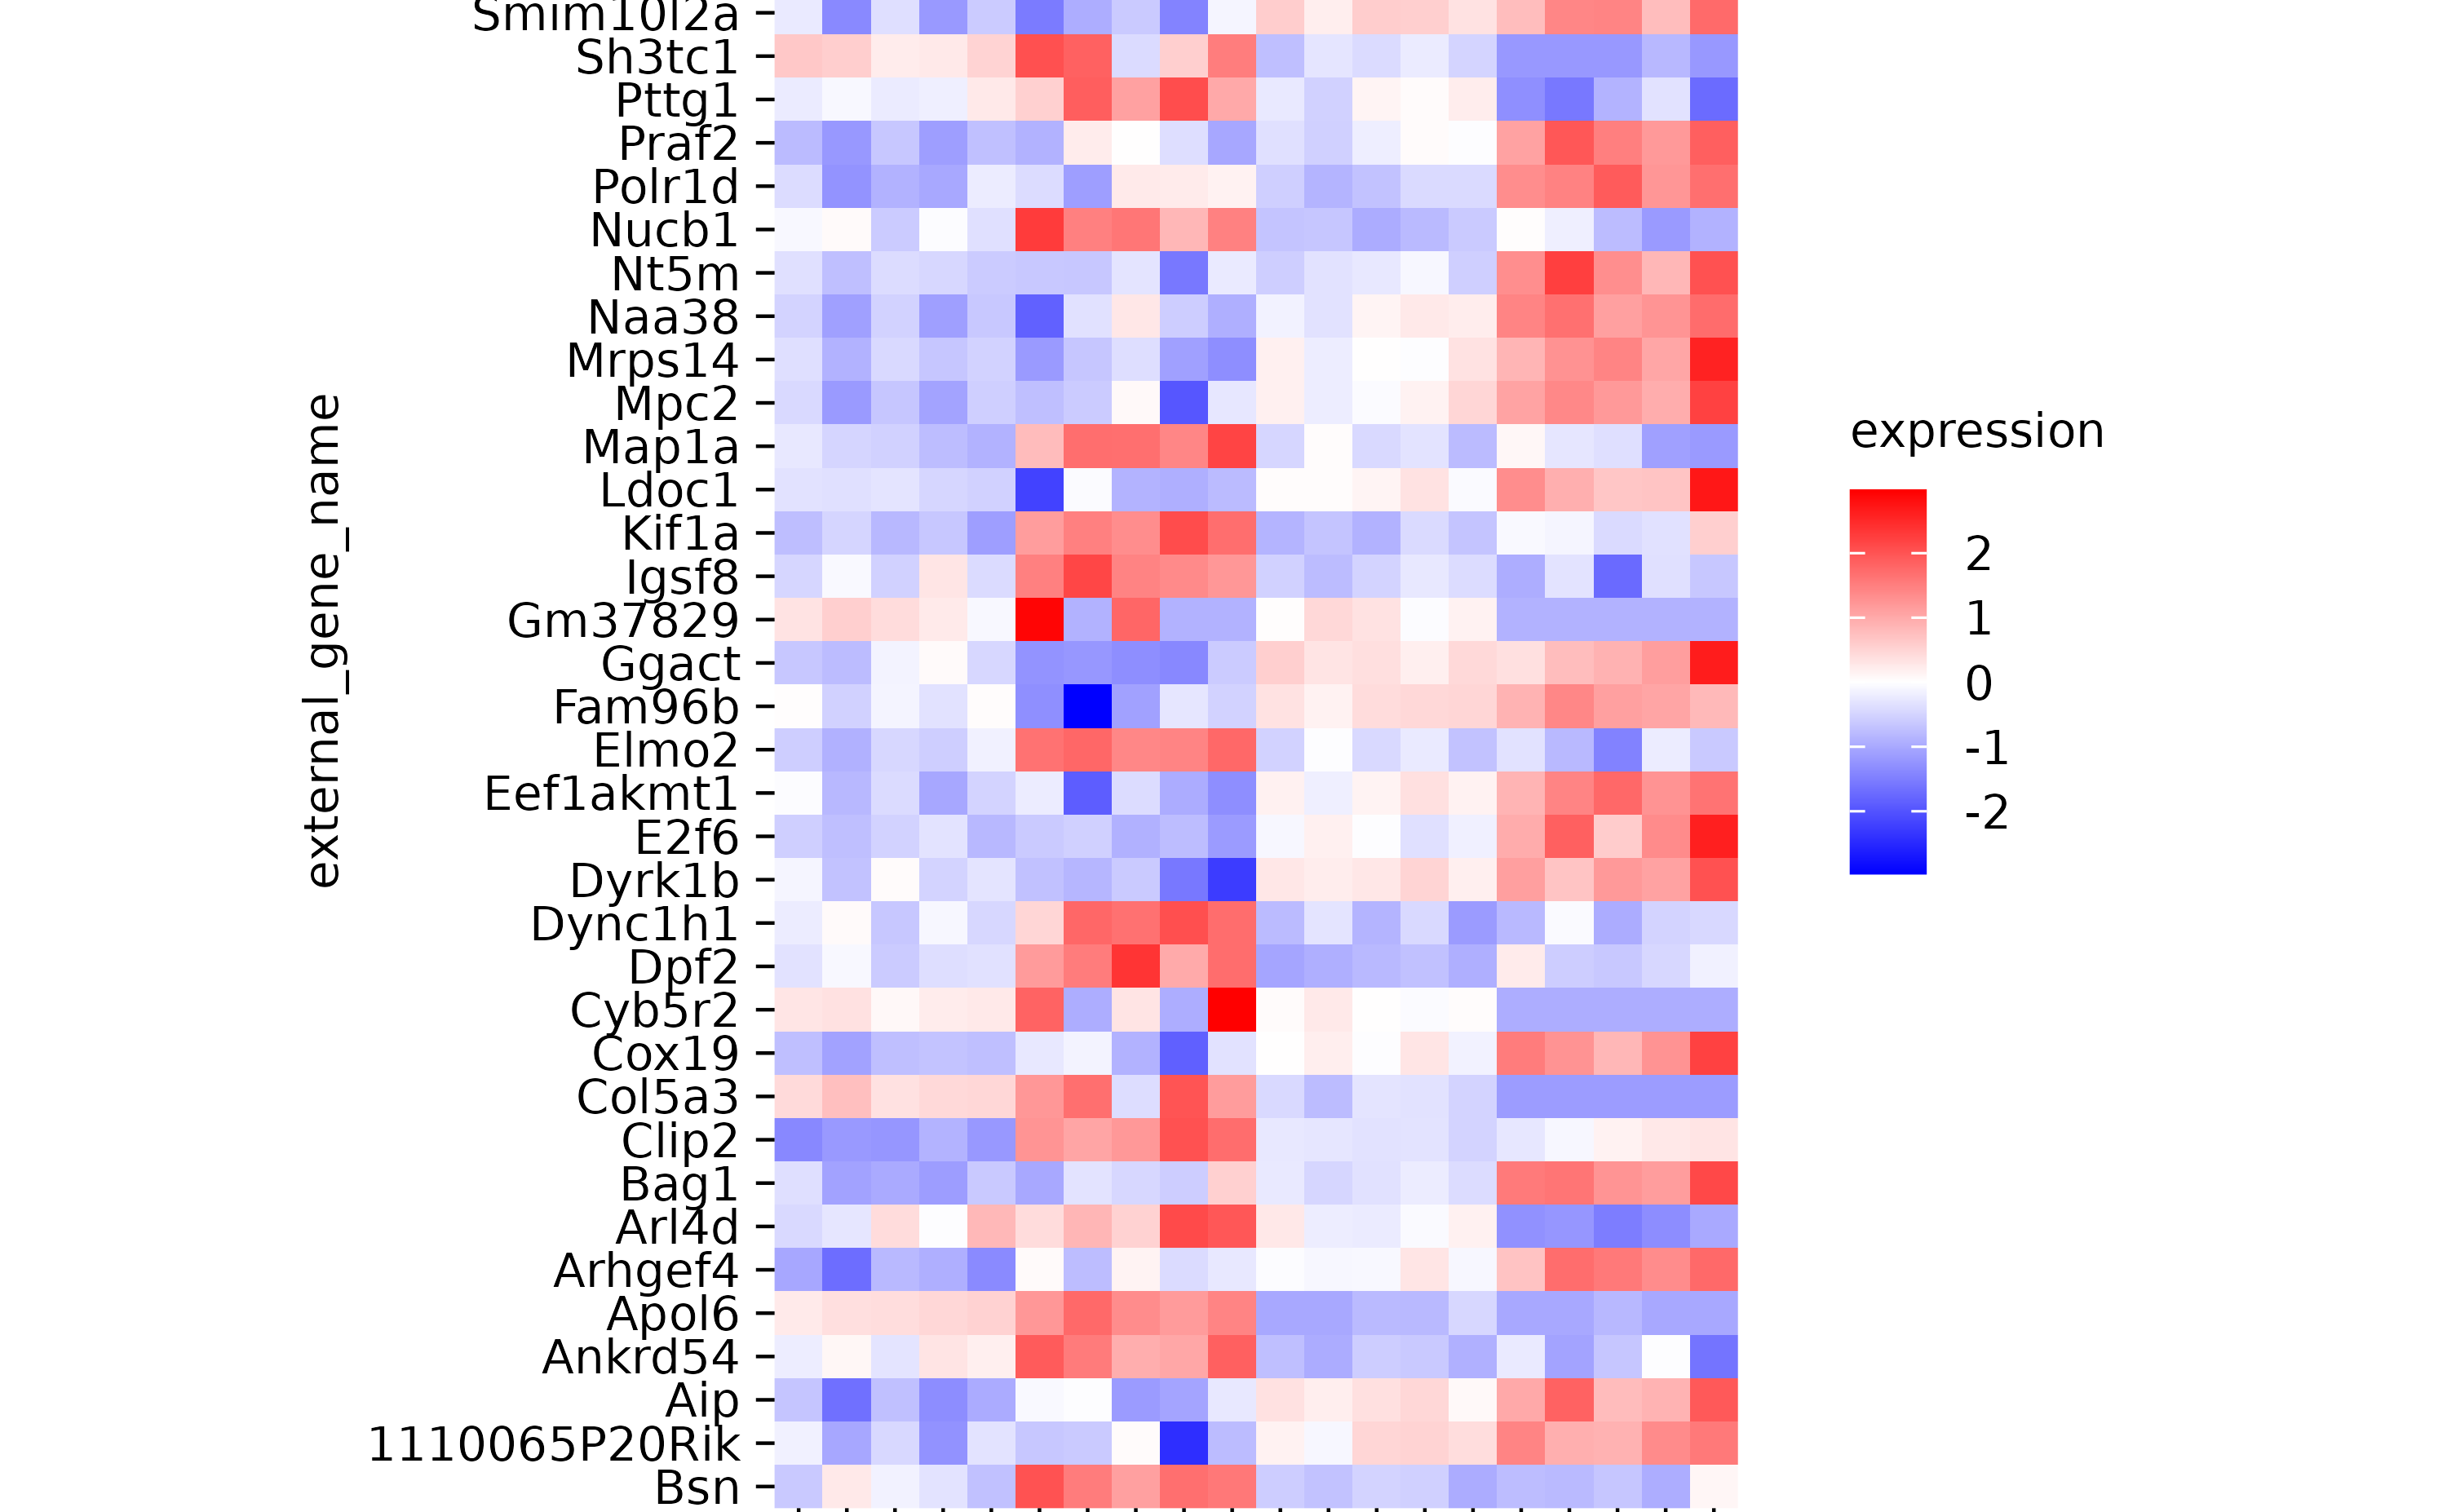 Smim10l2a
Sh3tc1
Pttg1
Praf2
Polr1d
Nucb1
Nt5m
Naa38
Mrps14
Mpc2
Map1a
Ldoc1
Kif1a
Igsf8
Gm37829
Ggact
Fam96b
Elmo2
Eef1akmt1
E2f6
Dyrk1b
Dync1h1
Dpf2
Cyb5r2
Cox19
Col5a3
Clip2
Bag1
Arl4d
Arhgef4
Apol6
Ankrd54
Aip
1110065P20Rik
Bsn
external_gene_name
expression
2
1
0
-1
-2